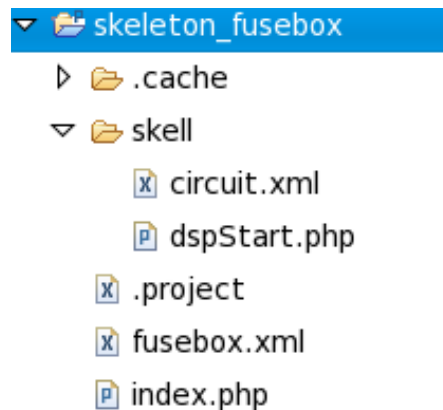 skeleton_fusebox
.cache
skell
circuit.xml
dspStart.php
.project
fusebox.xml
index.php